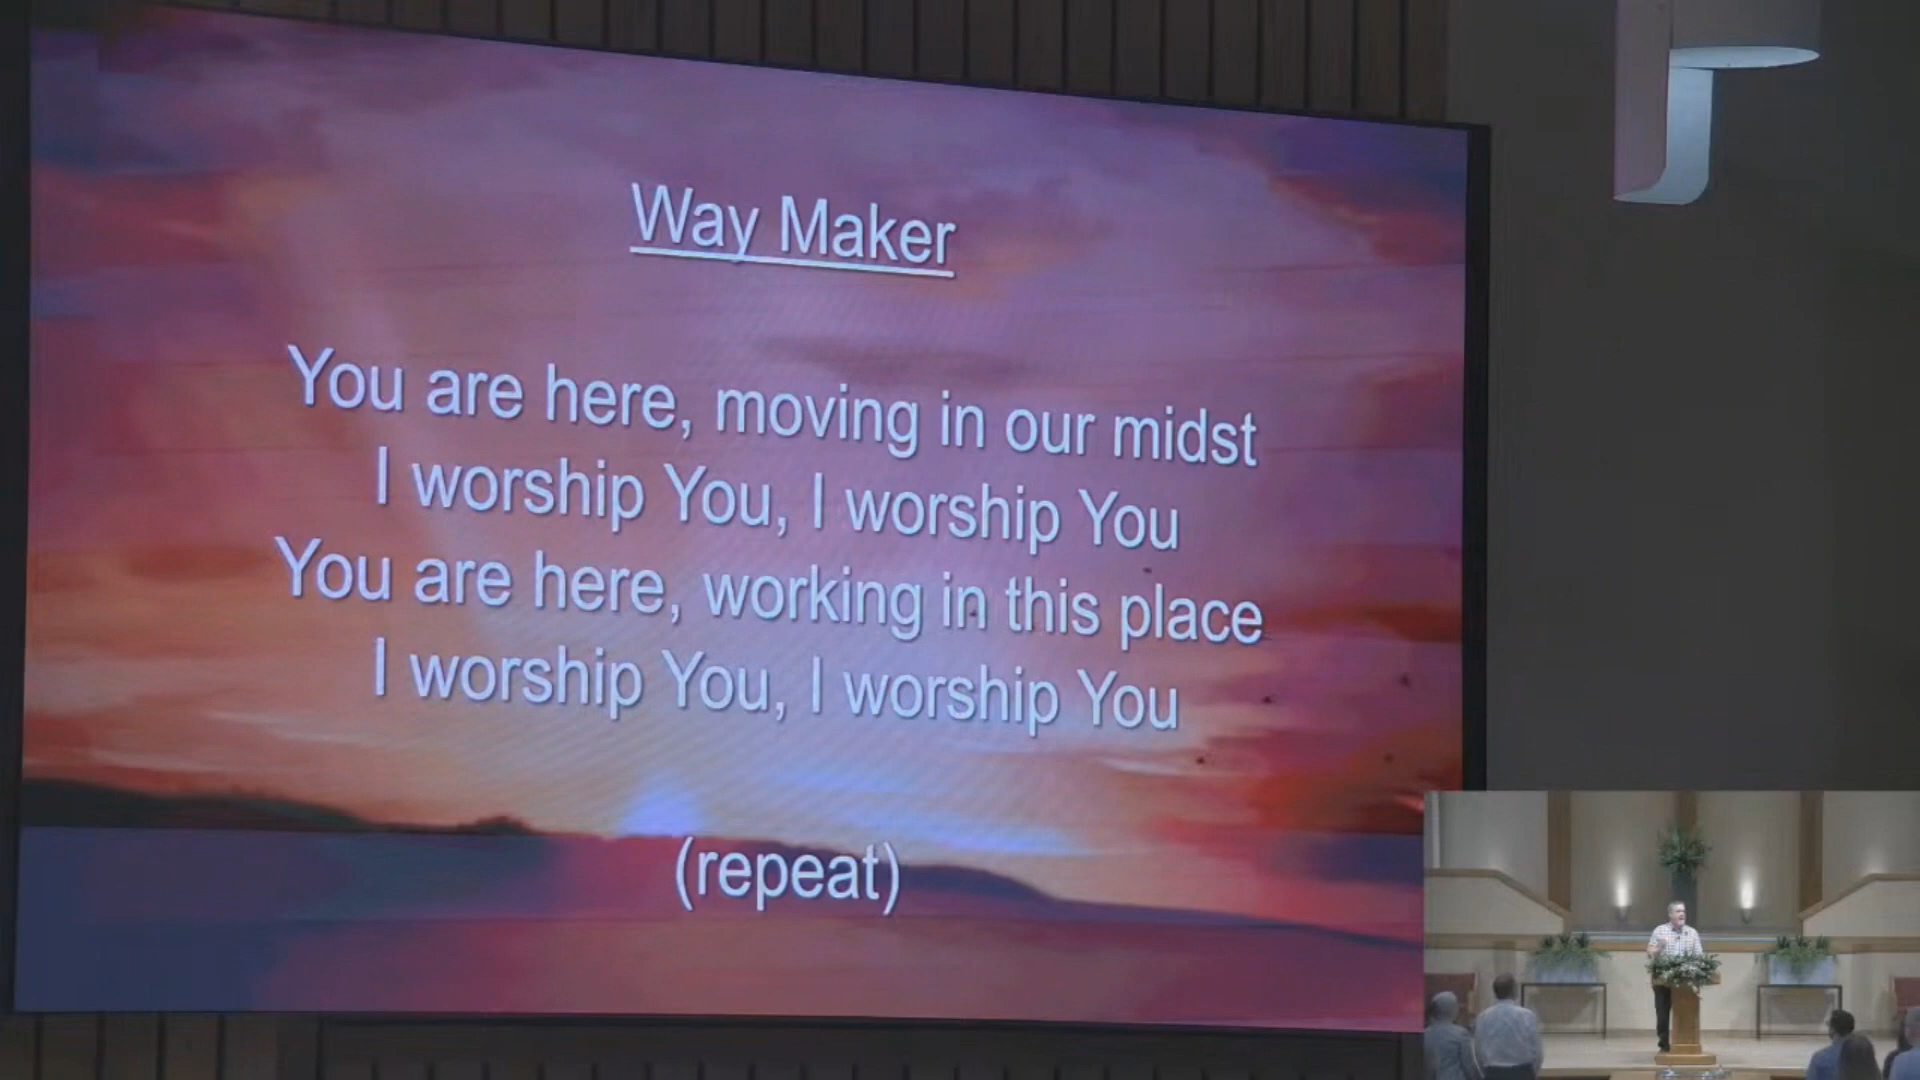 Way Maker
You are here, moving in our midst
I worship You, I worship You
You are here, working in this place
I worship You, I worship You
(repeat)